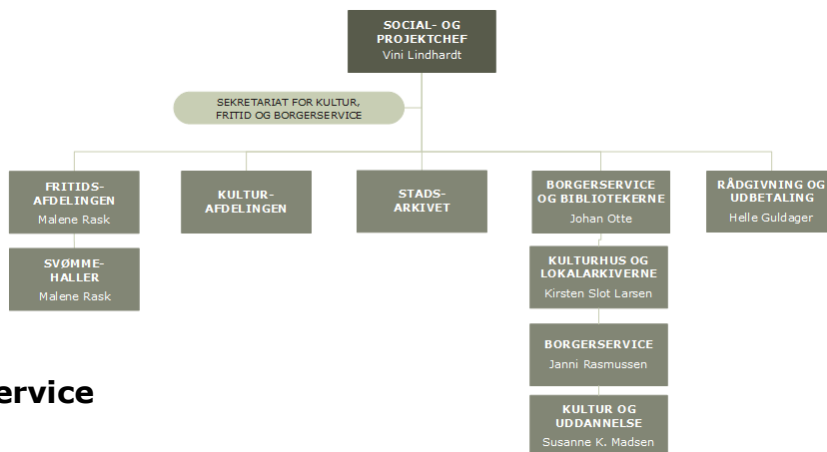 SOCIAL- OG
PROJEKTCHEF
Vini Lindhardt
SEKRETARIAT FOR KULTUR,
FRITID OG BORGERSERVICE
FRITIDS-
AFDELINGEN
Malene Rask
KULTUR-
AFDELINGEN
STADS-
ARKIVET
BORGERSERVICE
OG BIBLIOTEKERNE
Johan Otte
RÅDGIVNING OG
UDBETALING
Helle Guldager
SVØMME-
HALLER
Malene Rask
KULTURHUS OG
LOKALARKIVERNE
Kirsten Slot Larsen
BORGERSERVICE
Janni Rasmussen
ervice
KULTUR OG
UDDANNELSE
Susanne K. Madsen